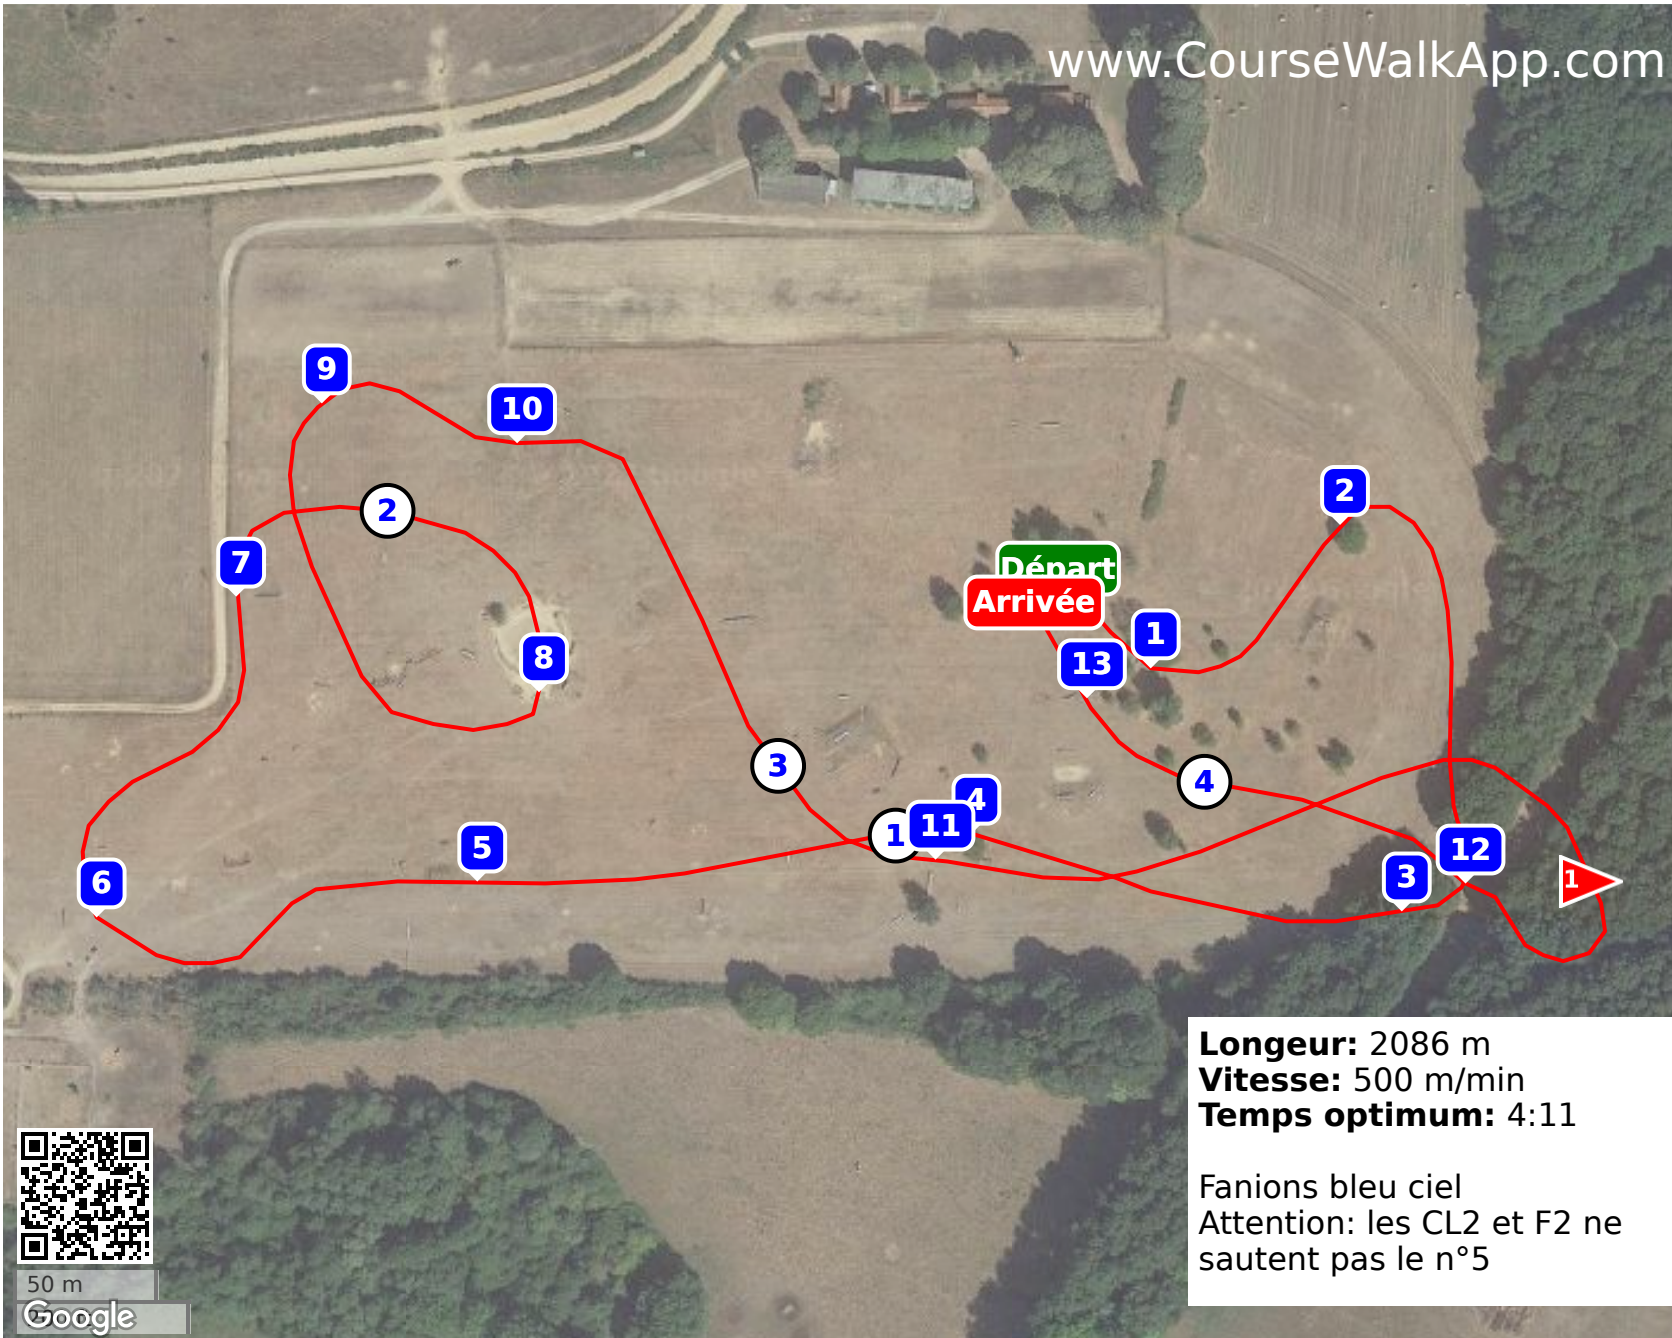 www.CourseWalkApp.com
9
10
2
2
Départ
Arrivée
7
1
8
13
3
4
4
1
11
5
12
3
6
1
Longeur: 2086 m
Vitesse: 500 m/min
Temps optimum: 4:11
Fanions bleu ciel
Attention: les CL2 et F2 ne
sautent pas le n°5
50 m
Google